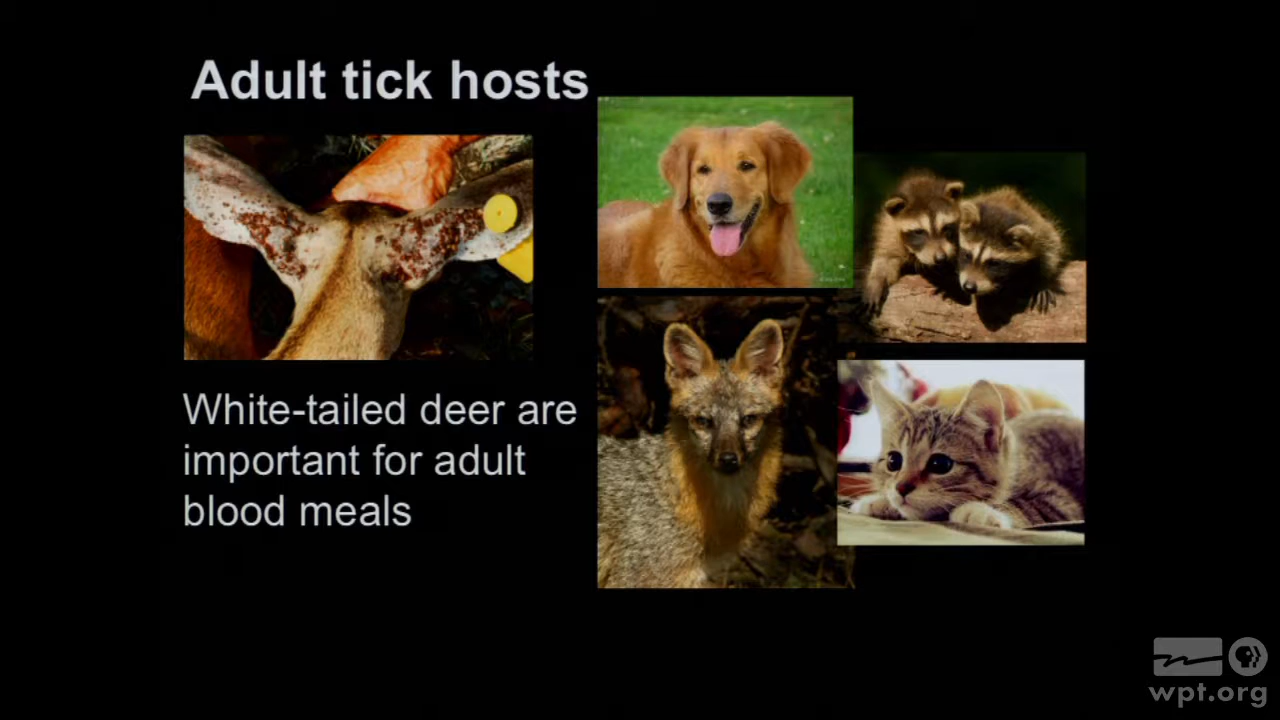 Adult tick hosts
White-tailed deer are
important for adult
blood meals
wpt.org